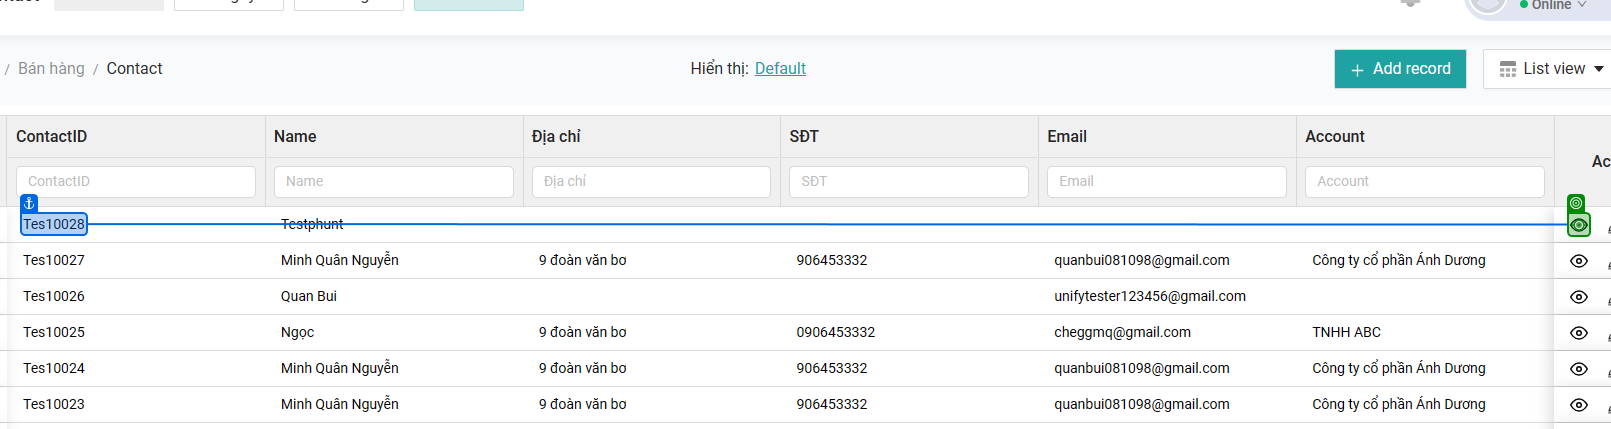 Online
/ Bán hàng / Contact
Hiển thị: Default
+ Add record
List view
ContactID Name Địa chỉ SĐT Email Account
ContactID Name Địa chỉ SĐT Email Account
Tes10028 Testphunt
Tes10027 Minh Quân Nguyễn 9 đoàn văn bơ 906453332 quanbui081098@gmail.com Công ty cổ phần Ánh Dương
Tes10026 Quan Bui unifytester123456@gmail.com
Tes10025 Ngọc 9 đoàn văn bơ 0906453332 cheggmq@gmail.com TNHH ABC
Tes10024 Minh Quân Nguyễn 9 đoàn văn bơ 906453332 quanbui081098@gmail.com Công ty cổ phần Ánh Dương
Tes10023 Minh Quân Nguyễn 9 đoàn văn bơ 906453332 quanbui081098@gmail.com Công ty cổ phần Ánh Dương